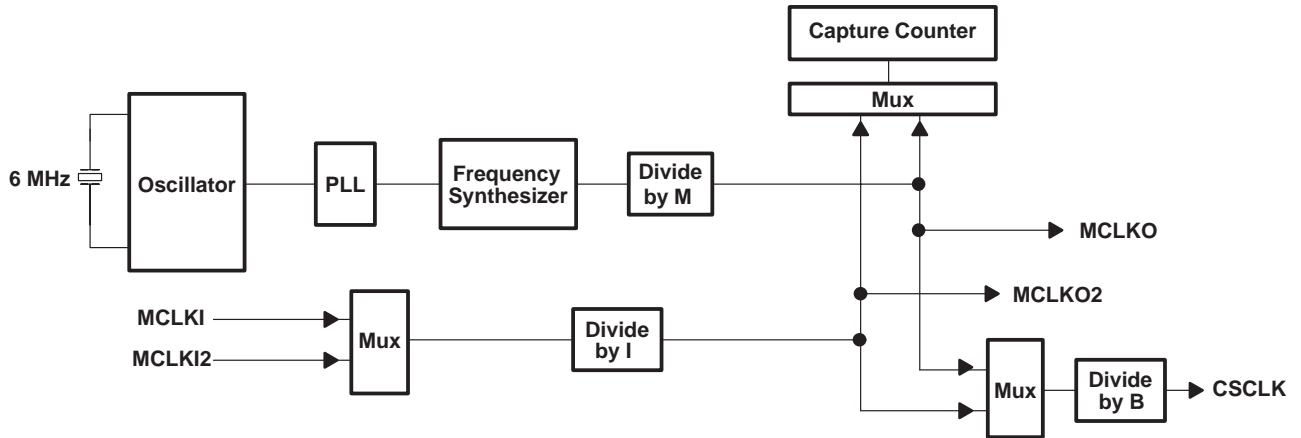 Capture Counter
Mux
6 MHz
Oscillator
PLL
Frequency
Synthesizer
Divide
by M
MCLKO
MCLKO2
MCLKI
MCLKI2
Mux
Divide
by I
Mux
Divide
by B
CSCLK